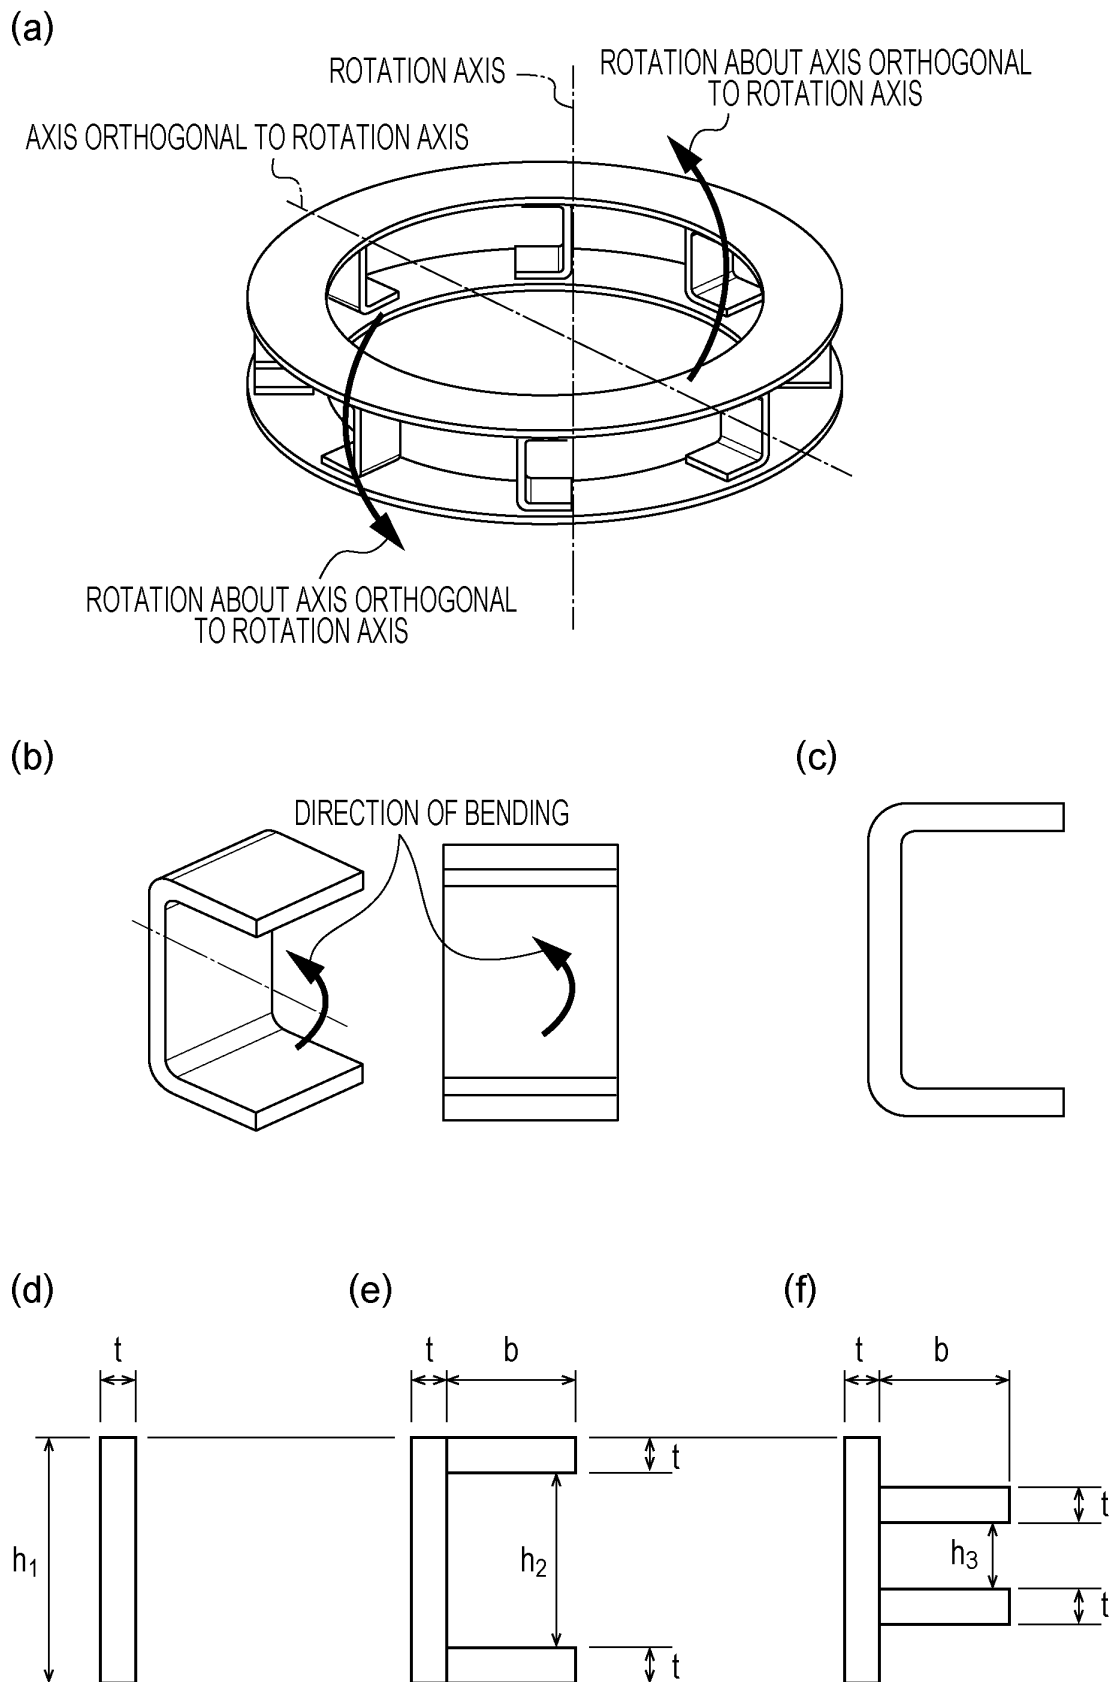 (a)
ROTATION AXIS
ROTATION ABOUT AXIS ORTHOGONAL
TO ROTATION AXIS
AXIS ORTHOGONAL TO ROTATION AXIS
ROTATION ABOUT AXIS ORTHOGONAL
TO ROTATION AXIS
(b)
(c)
DIRECTION OF BENDING
(d)
(e)
(f)
t
t
b
t
b
t
t
h1
h2
h3
t
t